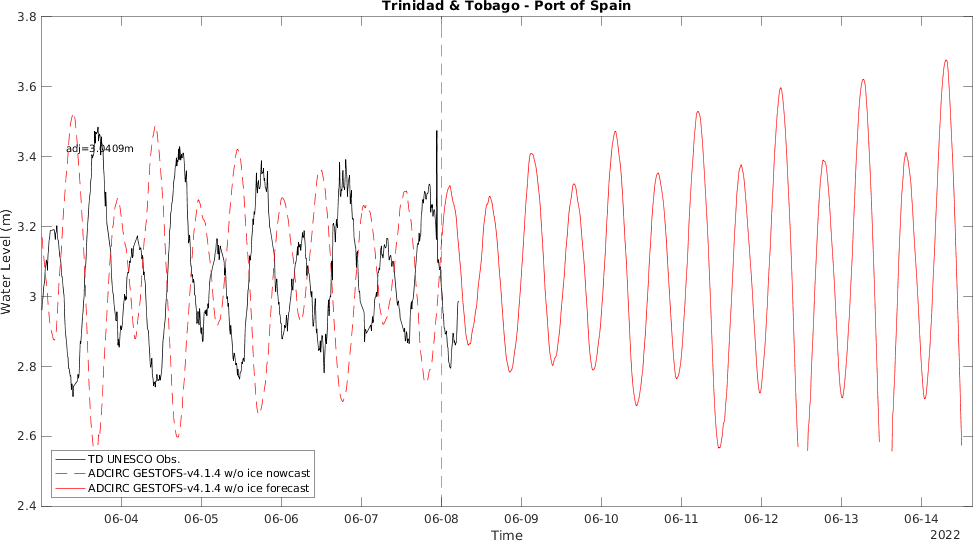 Trinidad & Tobago - Port of Spain
3.8
3.6
3.4
3.2
3
2.8
2.6
2.4
Water Level (m)
adj=3.0409m
TD UNESCO Obs.
ADCIRC GESTOFS-v4.1.4 w/o ice nowcast
ADCIRC GESTOFS-v4.1.4 w/o ice forecast
06-04 06-05 06-06 06-07 06-08 06-09 06-10 06-11 06-12 06-13 06-14
2022
Time